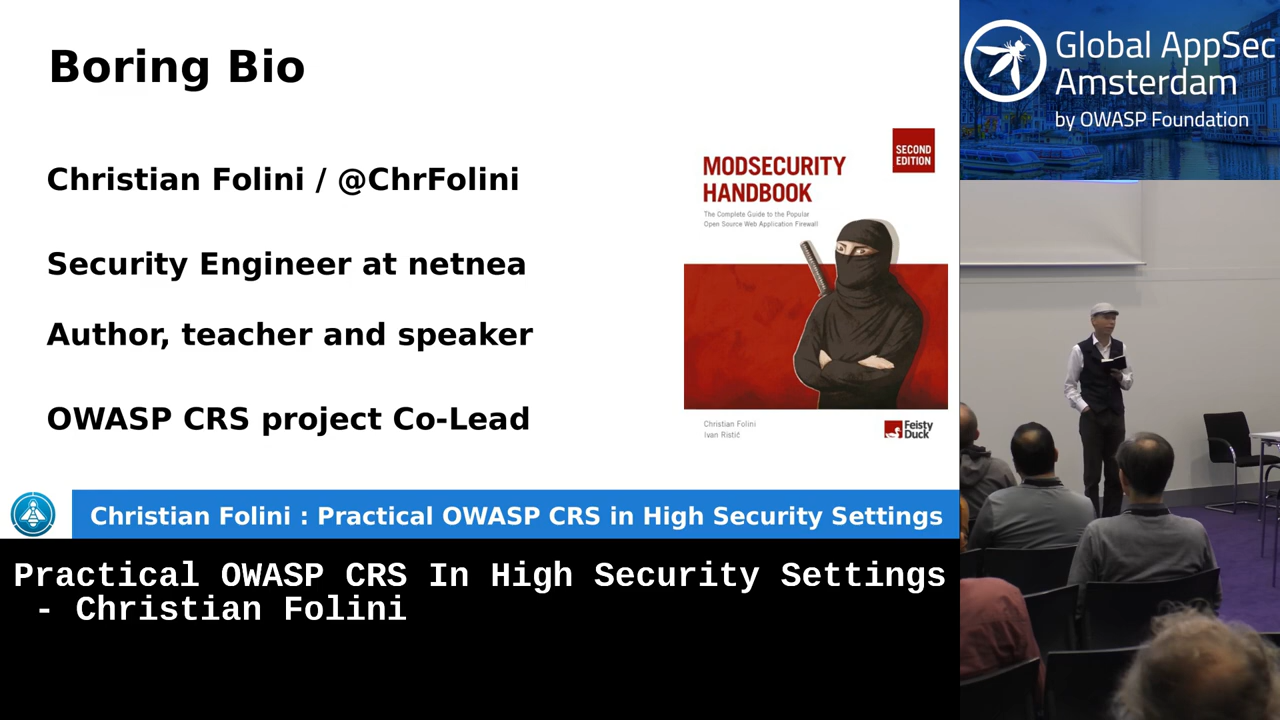 Boring Bio
Christian Folini / @ChrFolini
Security Engineer at netnea
Author, teacher and speaker
OWASP CRS project Co-Lead
SECOND
EDITION
MODSECURITY
HANDBOOK
The Complete Guide to the Popular
Open Source Web Application Firewall
Christian Folini
Ivan Ristić
Feisty
Duck
Christian Folini : Practical OWASP CRS in High Security Settings
Practical OWASP CRS In High Security Settings
- Christian Folini
Global AppSec
Amsterdam
by OWASP Foundation